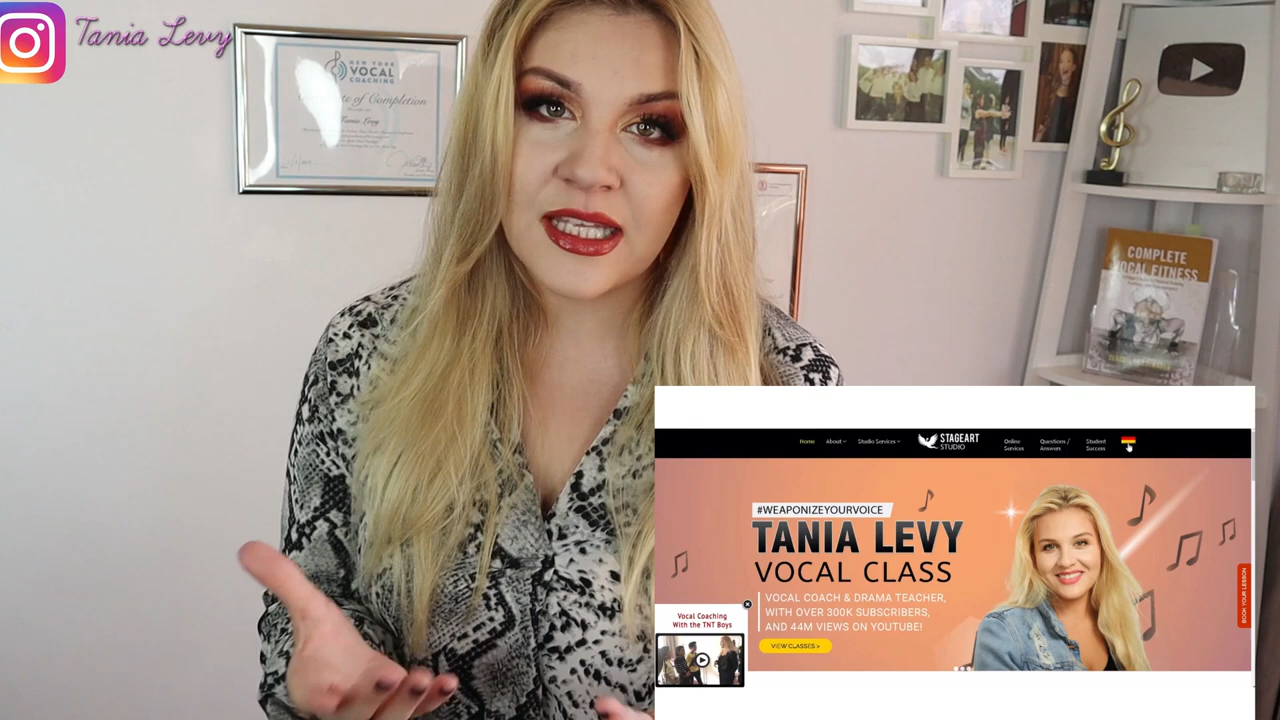 Tania Levy
NEW YORK
VOCAL
COACHING
Certificate of Completion
Tania Levy
COMPLETE
VOCAL FITNESS
Home
About
Studio Services
STAGEART
STUDIO
Online
Services
Questions /
Answers
Student
Success
#WEAPONIZEYOURVOICE
TANIA LEVY
VOCAL CLASS
VOCAL COACH & DRAMA TEACHER,
WITH OVER 300K SUBSCRIBERS,
AND 44M VIEWS ON YOUTUBE!
VIEW CLASSES >
BOOK YOUR LESSON
Vocal Coaching
With the TNT Boys